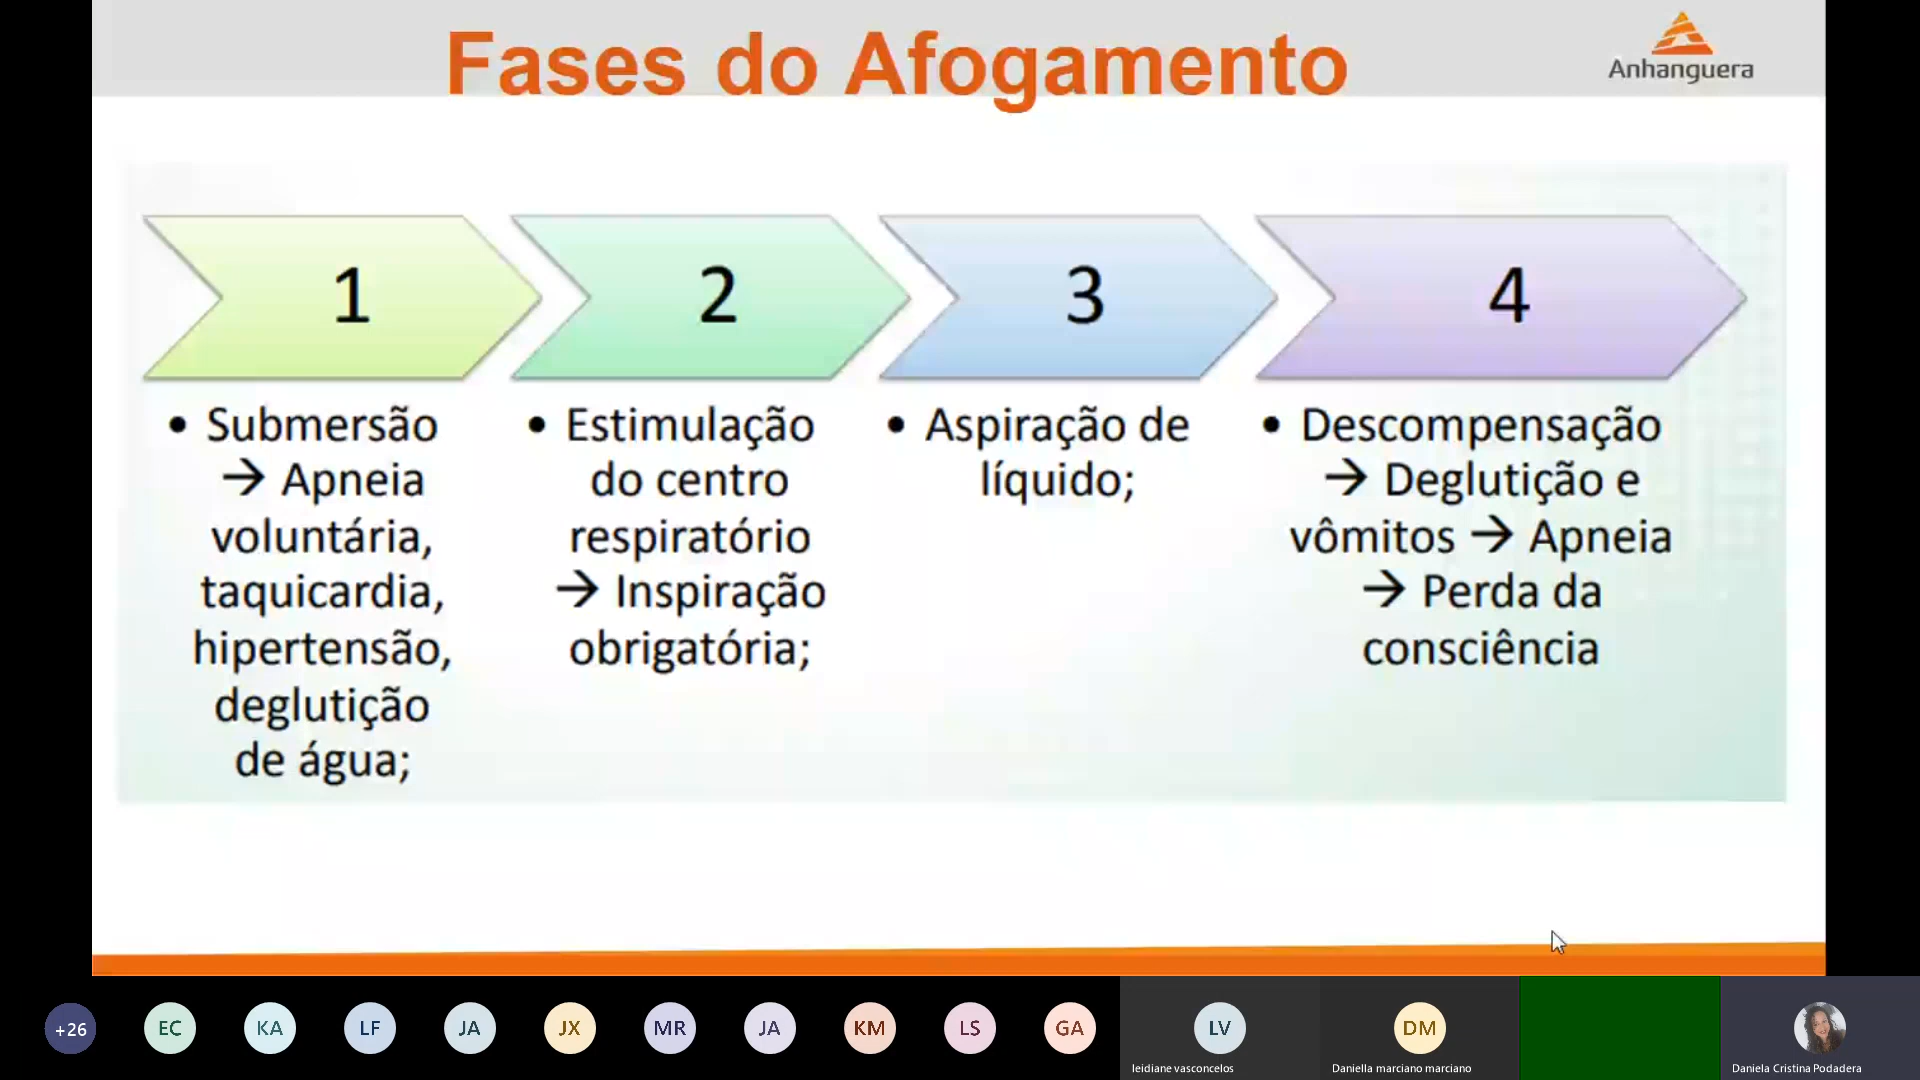 Fases do Afogamento
Anhanguera
1
2
3
4
• Submersão
→ Apneia
voluntária,
taquicardia,
hipertensão,
deglutição
de água;
• Estimulação
do centro
respiratório
→ Inspiração
obrigatória;
• Aspiração de
líquido;
• Descompensação
→ Deglutição e
vômitos → Apneia
→ Perda da
consciência
+26
EC
KA
LF
JA
JX
MR
JA
KM
LS
GA
LV
leidiane vasconcelos
DM
Daniella marciano marciano
Daniela Cristina Podadera